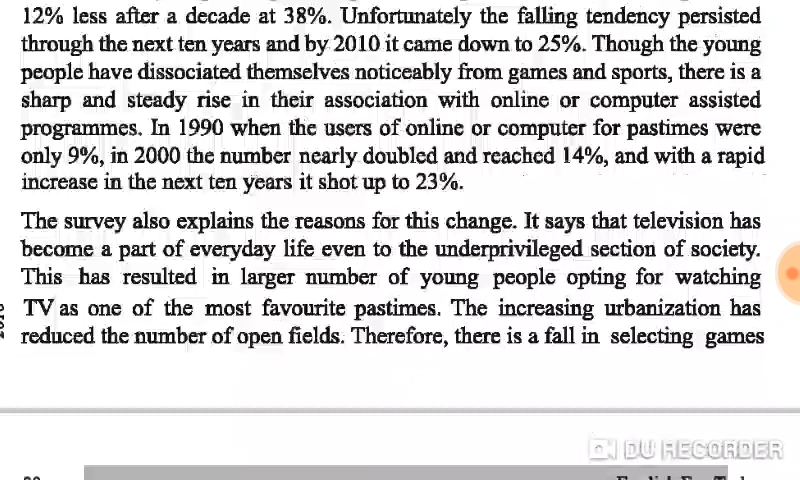 12% less after a decade at 38%. Unfortunately the falling tendency persisted
through the next ten years and by 2010 it came down to 25%. Though the young
people have dissociated themselves noticeably from games and sports, there is a
sharp and steady rise in their association with online or computer assisted
programmes. In 1990 when the users of online or computer for pastimes were
only 9%, in 2000 the number nearly doubled and reached 14%, and with a rapid
increase in the next ten years it shot up to 23%.
The survey also explains the reasons for this change. It says that television has
become a part of everyday life even to the underprivileged section of society.
This has resulted in larger number of young people opting for watching
TV as one of the most favourite pastimes. The increasing urbanization has
reduced the number of open fields. Therefore, there is a fall in selecting games
DU RECORDER